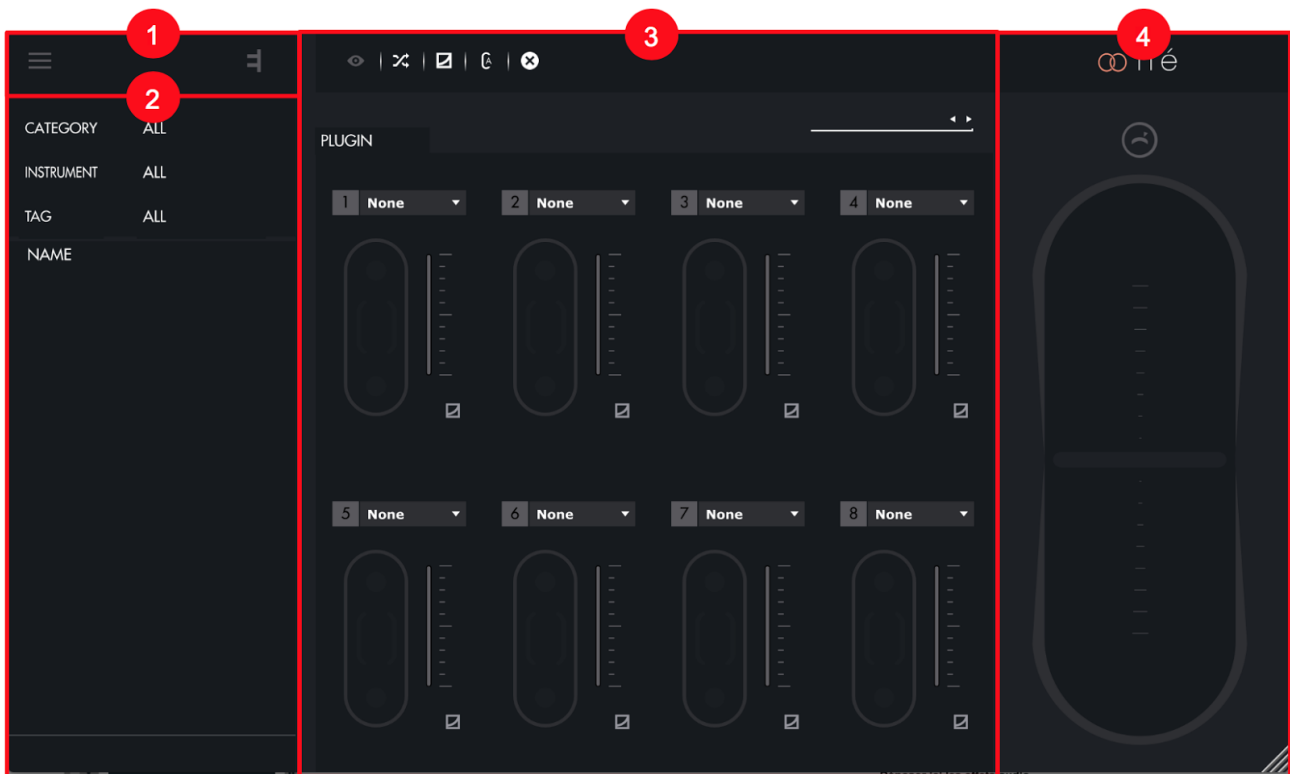 1
2
3
4
CATEGORY ALL
INSTRUMENT ALL
TAG ALL
NAME
A
PLUGIN
1 None
2 None
3 None
4 None
5 None
6 None
7 None
8 None